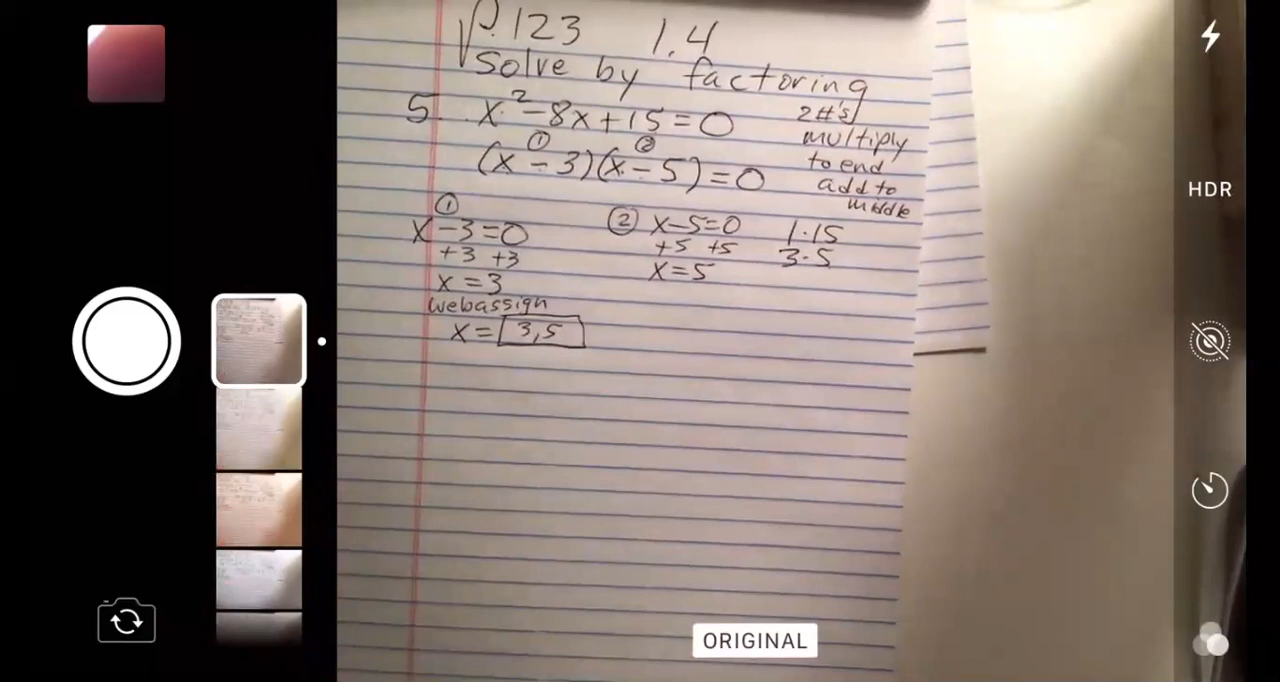 P.123 1.4
Solve by factoring
5. x² - 8x + 15 = 0
2 #'s
multiply
to end
add to
middle
① ②
(x - 3)(x - 5) = 0
①
x - 3 = 0
+3 +3
x = 3
② x - 5 = 0
+5 +5
x = 5
1·15
3·5
webassign
x = 3,5
HDR
ORIGINAL